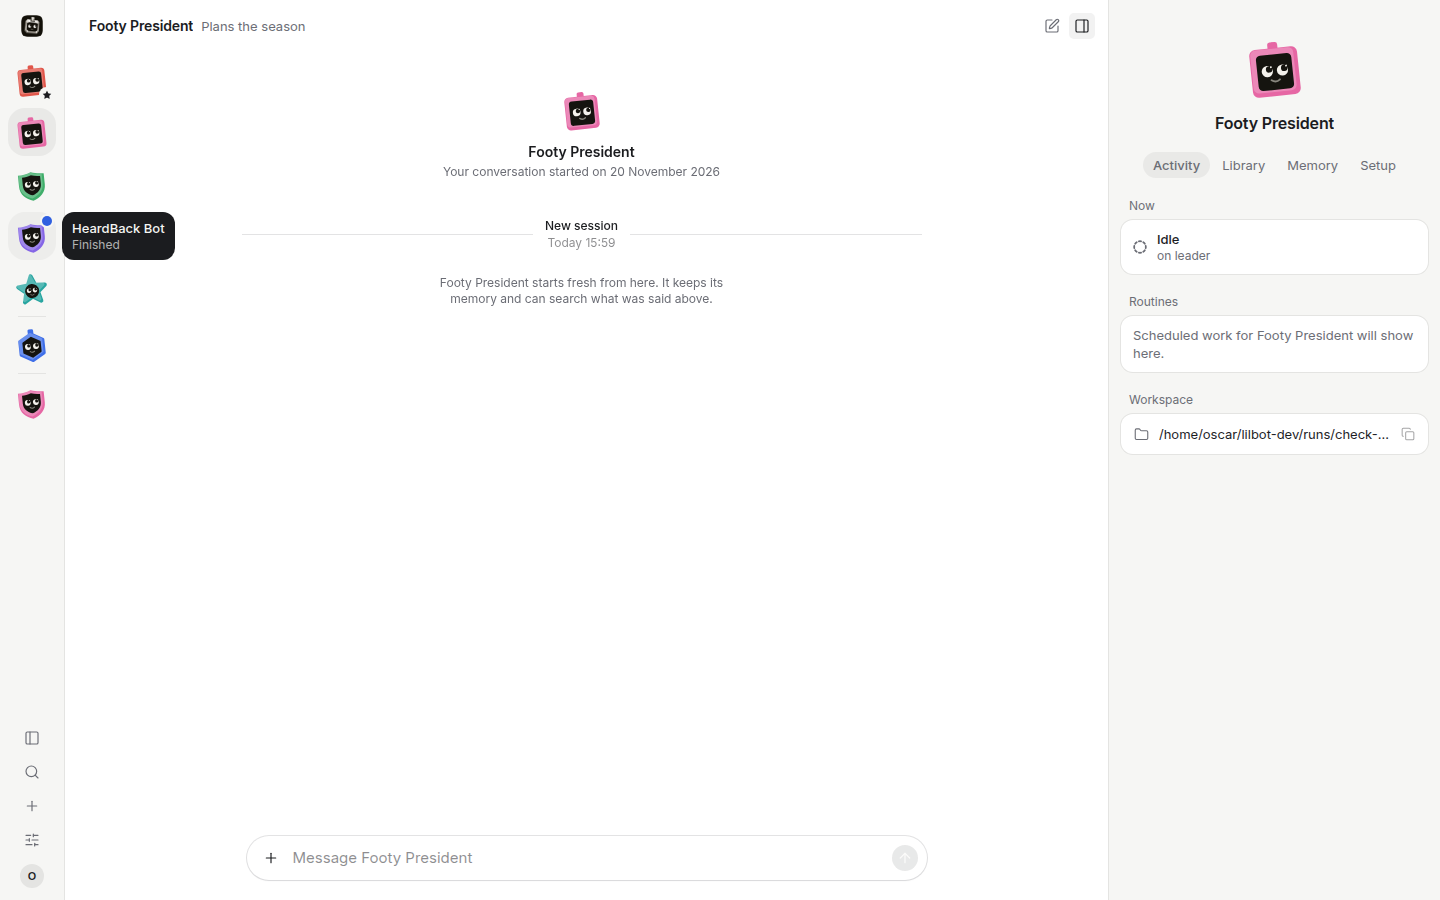 Footy President Plans the season
HeardBack Bot
Finished
Footy President
Your conversation started on 20 November 2026
New session
Today 15:59
Footy President starts fresh from here. It keeps its
memory and can search what was said above.
Message Footy President
O
Footy President
Activity Library Memory Setup
Now
Idle
on leader
Routines
Scheduled work for Footy President will show
here.
Workspace
/home/oscar/lilbot-dev/runs/check-...